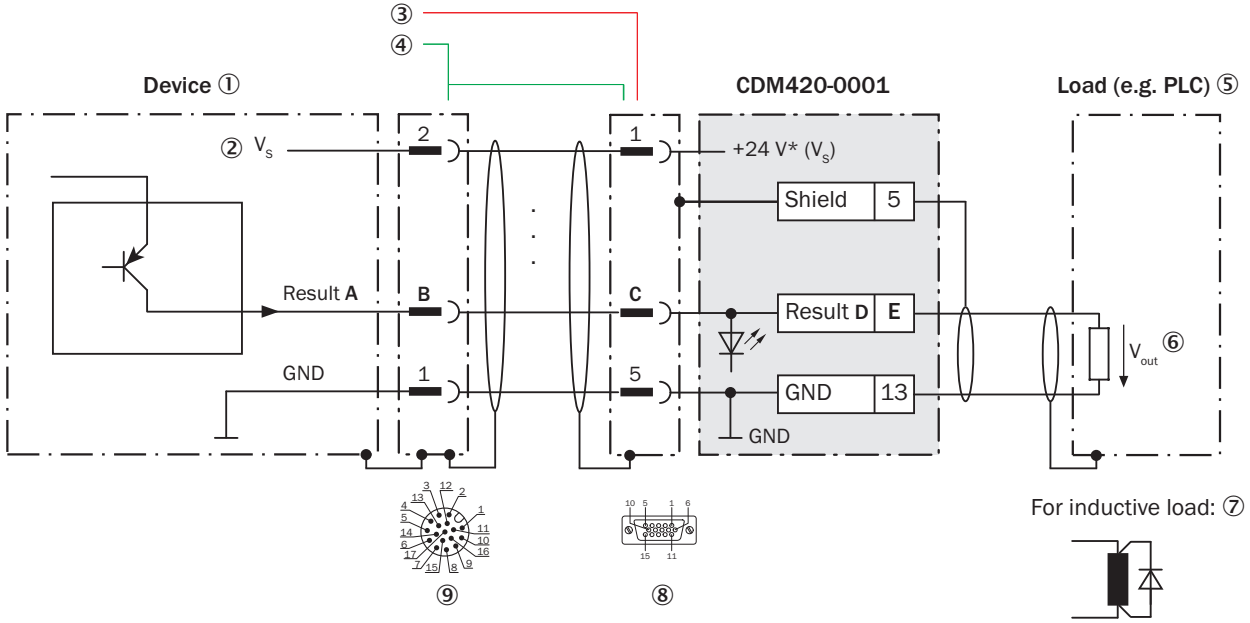 ③
④
Device ①
CDM420-0001
Load (e.g. PLC) ⑤
② Vs
2
1
+24 V* (Vs)
Shield 5
.
.
.
Result A
B
C
Result D E
Vout ⑥
GND
1
5
GND 13
GND
For inductive load: ⑦
3 12 2
13
4 1
5 11
14 10
6 16
17 9
7 15 8
10 5 1 6
15 11
⑨
⑧